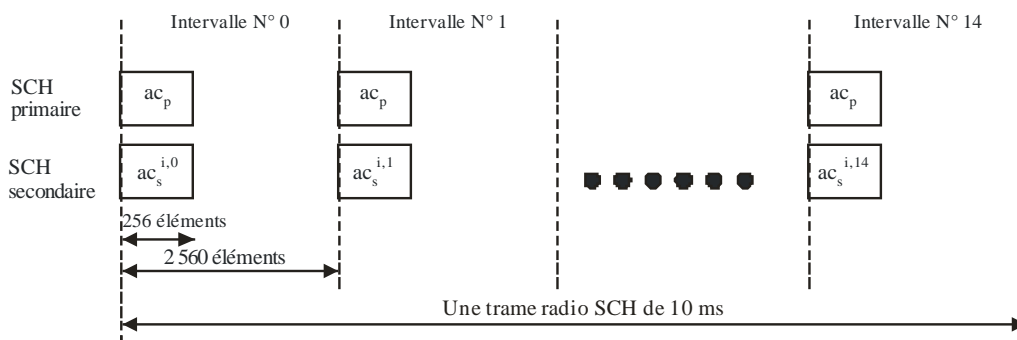 Intervalle N° 0
Intervalle N° 1
Intervalle N° 14
SCH
primaire
ac_p
ac_p
ac_p
SCH
secondaire
ac_s^i,0
ac_s^i,1
ac_s^i,14
256 éléments
2 560 éléments
Une trame radio SCH de 10 ms